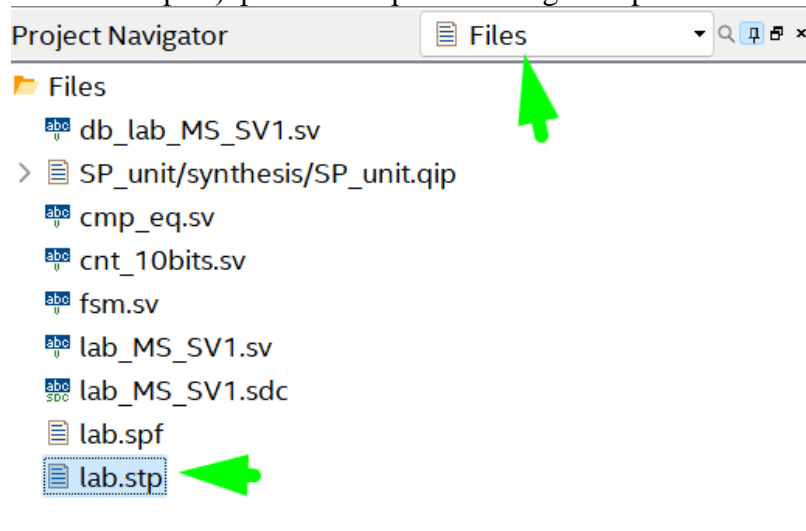 Project Navigator Files
Files
db_lab_MS_SV1.sv
SP_unit/synthesis/SP_unit.qip
cmp_eq.sv
cnt_10bits.sv
fsm.sv
lab_MS_SV1.sv
lab_MS_SV1.sdc
lab.spf
lab.stp